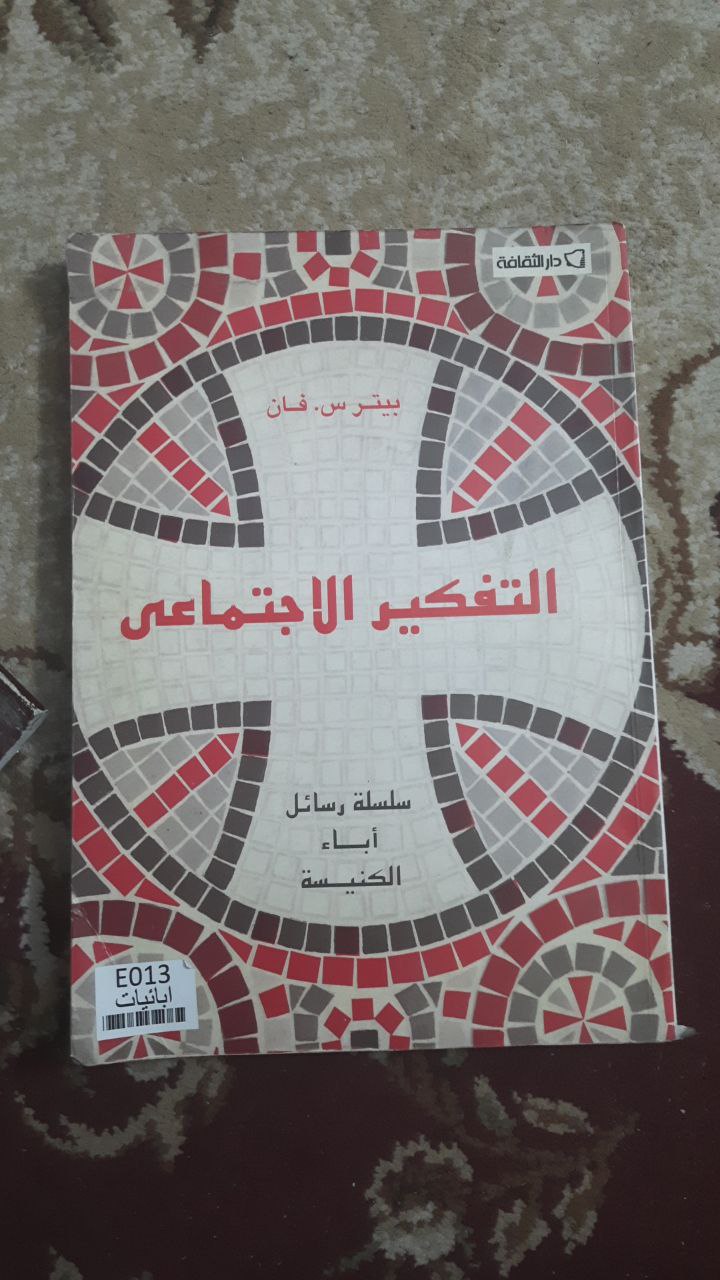 دار الثقافة
بيتر س. فان
التفكير الاجتماعى
سلسلة رسائل
أباء
الكنيسة
E013
ابائيات